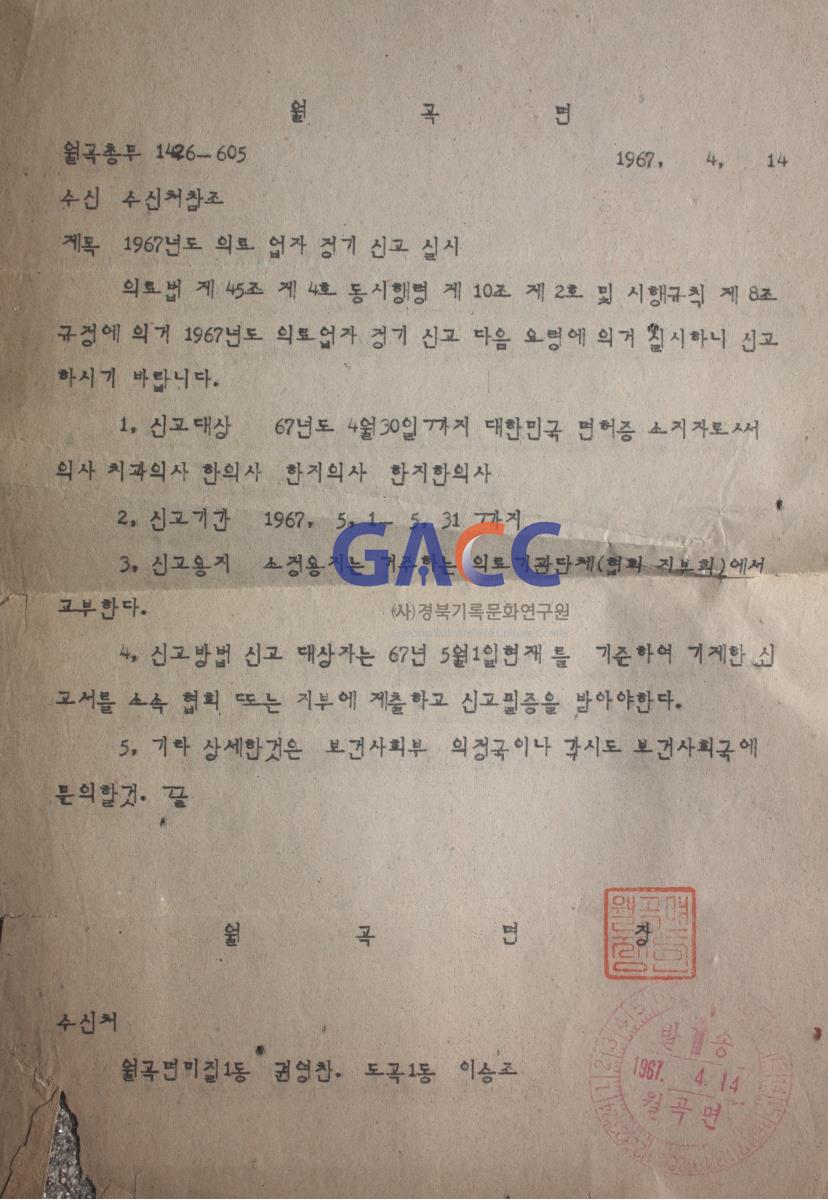 월 곡 면
월곡총무 1426-605 1967. 4. 14
수신 수신처참조
제목 1967년도 의료 업자 정기 신고 실시
의료법 제 45조 제 4호 동시행령 제 10조 제 2호 및 시행규칙 제 8조
규정에 의거 1967년도 의료업자 정기 신고 다음 요령에 의거 실시하니 신고
하시기 바랍니다.
1. 신고대상 67년도 4월30일까지 대한민국 면허증 소지자로써
의사 치과의사 한의사 한지의사 한지한의사
2. 신고기간 1967. 5. 1- 5. 31 까지
3. 신고용지 소정용지는 거주하는 의료기관단체(협회 지부회)에서
GACC
(사)경북기록문화연구원
교부한다.
4. 신고방법 신고 대상자는 67년 5월1일현재 를 기준하여 기재한 신
고서를 소속 협회 또는 지부에 제출하고 신고필증을 받아야한다.
5. 기타 상세한것은 보건사회부 의정국이나 각시도 보건사회국에
문의할것. 끝
월 곡 면 장
월곡면
수신처
월곡면미질1동 권영찬. 도곡1동 이승조
발송
1967. 4. 14
월곡면